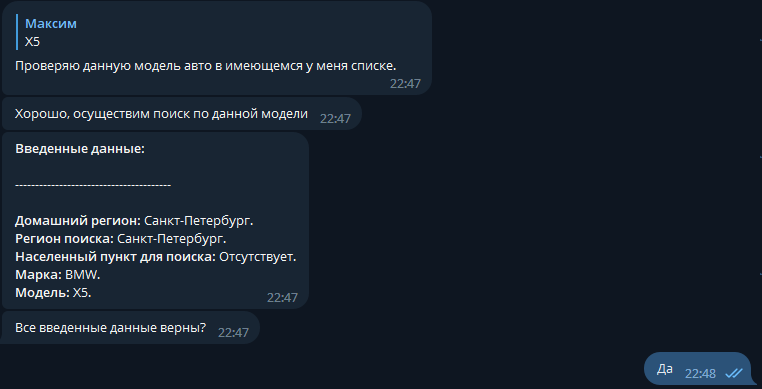 Максим
X5
Проверяю данную модель авто в имеющемся у меня списке.
22:47
Хорошо, осуществим поиск по данной модели 22:47
Введенные данные:
---------------------------------------
Домашний регион: Санкт-Петербург.
Регион поиска: Санкт-Петербург.
Населенный пункт для поиска: Отсутствует.
Марка: BMW.
Модель: X5. 22:47
Все введенные данные верны? 22:47
Да 22:48